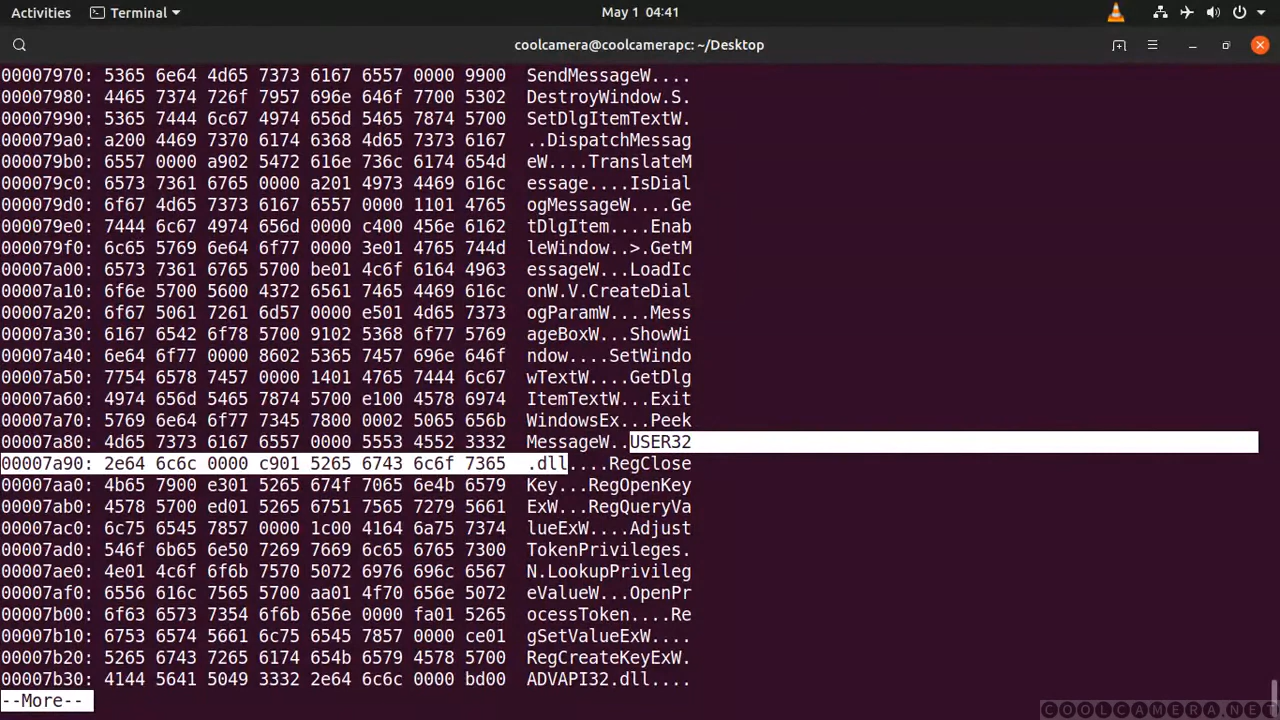 Activities Terminal May 1 04:41
coolcamera@coolcamerapc: ~/Desktop
00007970: 5365 6e64 4d65 7373 6167 6557 0000 9900 SendMessageW....
00007980: 4465 7374 726f 7957 696e 646f 7700 5302 DestroyWindow.S.
00007990: 5365 7444 6c67 4974 656d 5465 7874 5700 SetDlgItemTextW.
000079a0: a200 4469 7370 6174 6368 4d65 7373 6167 ..DispatchMessag
000079b0: 6557 0000 a902 5472 616e 736c 6174 654d eW....TranslateM
000079c0: 6573 7361 6765 0000 a201 4973 4469 616c essage....IsDial
000079d0: 6f67 4d65 7373 6167 6557 0000 1101 4765 ogMessageW....Ge
000079e0: 7444 6c67 4974 656d 0000 c400 456e 6162 tDlgItem....Enab
000079f0: 6c65 5769 6e64 6f77 0000 3e01 4765 744d leWindow..>.GetM
00007a00: 6573 7361 6765 5700 be01 4c6f 6164 4963 essageW...LoadIc
00007a10: 6f6e 5700 5600 4372 6561 7465 4469 616c onW.V.CreateDial
00007a20: 6f67 5061 7261 6d57 0000 e501 4d65 7373 ogParamW....Mess
00007a30: 6167 6542 6f78 5700 9102 5368 6f77 5769 ageBoxW...ShowWi
00007a40: 6e64 6f77 0000 8602 5365 7457 696e 646f ndow....SetWindo
00007a50: 7754 6578 7457 0000 1401 4765 7444 6c67 wTextW....GetDlg
00007a60: 4974 656d 5465 7874 5700 e100 4578 6974 ItemTextW...Exit
00007a70: 5769 6e64 6f77 7345 7800 0002 5065 656b WindowsEx...Peek
00007a80: 4d65 7373 6167 6557 0000 5553 4552 3332 MessageW..USER32
00007a90: 2e64 6c6c 0000 c901 5265 6743 6c6f 7365 .dll....RegClose
00007aa0: 4b65 7900 e301 5265 674f 7065 6e4b 6579 Key...RegOpenKey
00007ab0: 4578 5700 ed01 5265 6751 7565 7279 5661 ExW...RegQueryVa
00007ac0: 6c75 6545 7857 0000 1c00 4164 6a75 7374 lueExW....Adjust
00007ad0: 546f 6b65 6e50 7269 7669 6c65 6765 7300 TokenPrivileges.
00007ae0: 4e01 4c6f 6f6b 7570 5072 6976 696c 6567 N.LookupPrivileg
00007af0: 6556 616c 7565 5700 aa01 4f70 656e 5072 eValueW...OpenPr
00007b00: 6f63 6573 7354 6f6b 656e 0000 fa01 5265 ocessToken....Re
00007b10: 6753 6574 5661 6c75 6545 7857 0000 ce01 gSetValueExW....
00007b20: 5265 6743 7265 6174 654b 6579 4578 5700 RegCreateKeyExW.
00007b30: 4144 5641 5049 3332 2e64 6c6c 0000 bd00 ADVAPI32.dll....
--More--
COOLCAMERA.NET